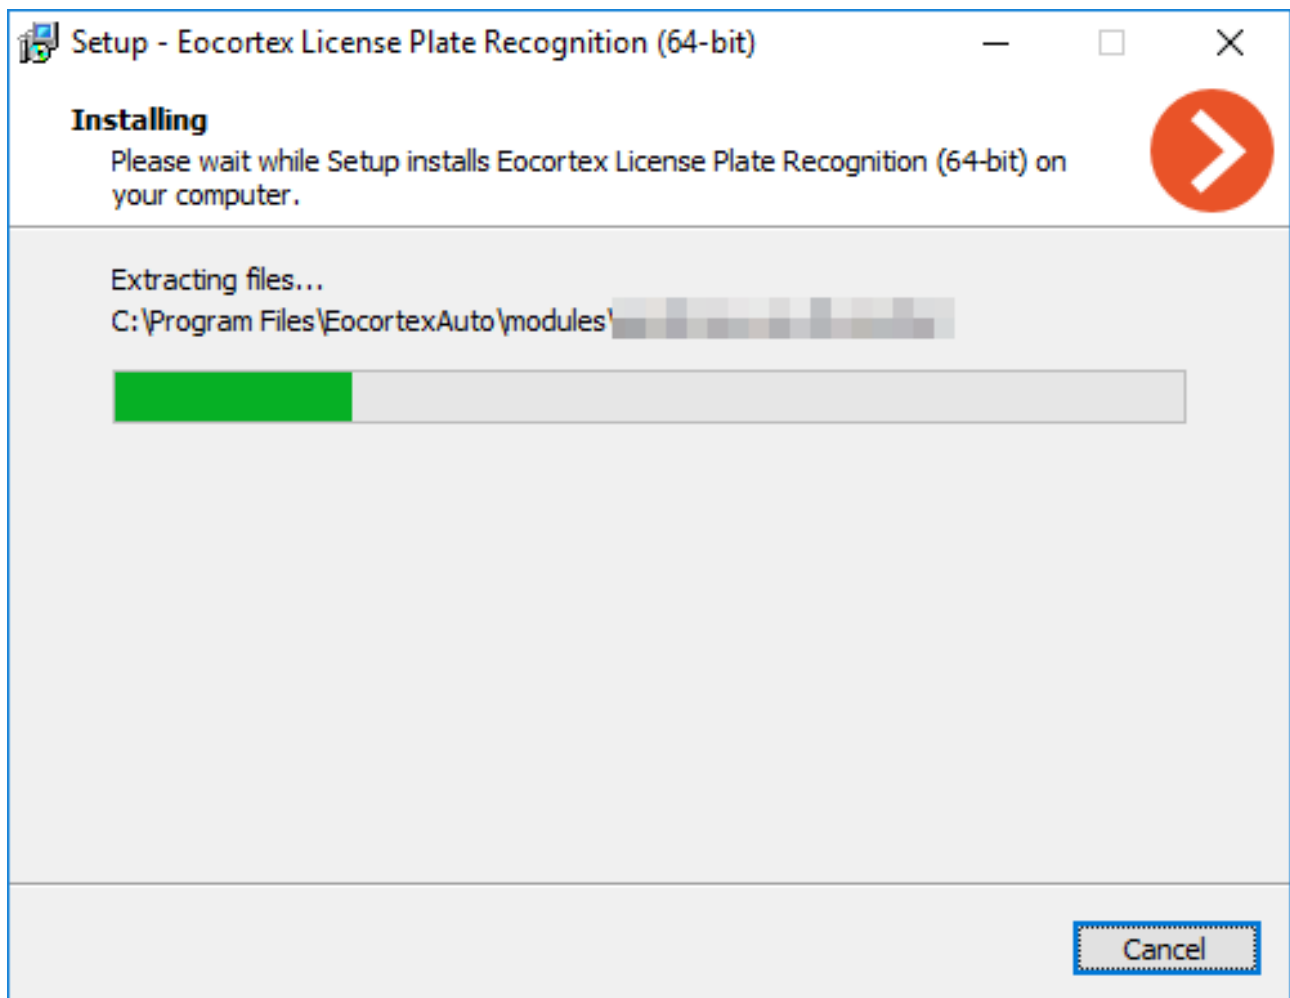 Setup - Eocortex License Plate Recognition (64-bit)
Installing
Please wait while Setup installs Eocortex License Plate Recognition (64-bit) on
your computer.
Extracting files...
C:\Program Files\EocortexAuto\modules\
Cancel